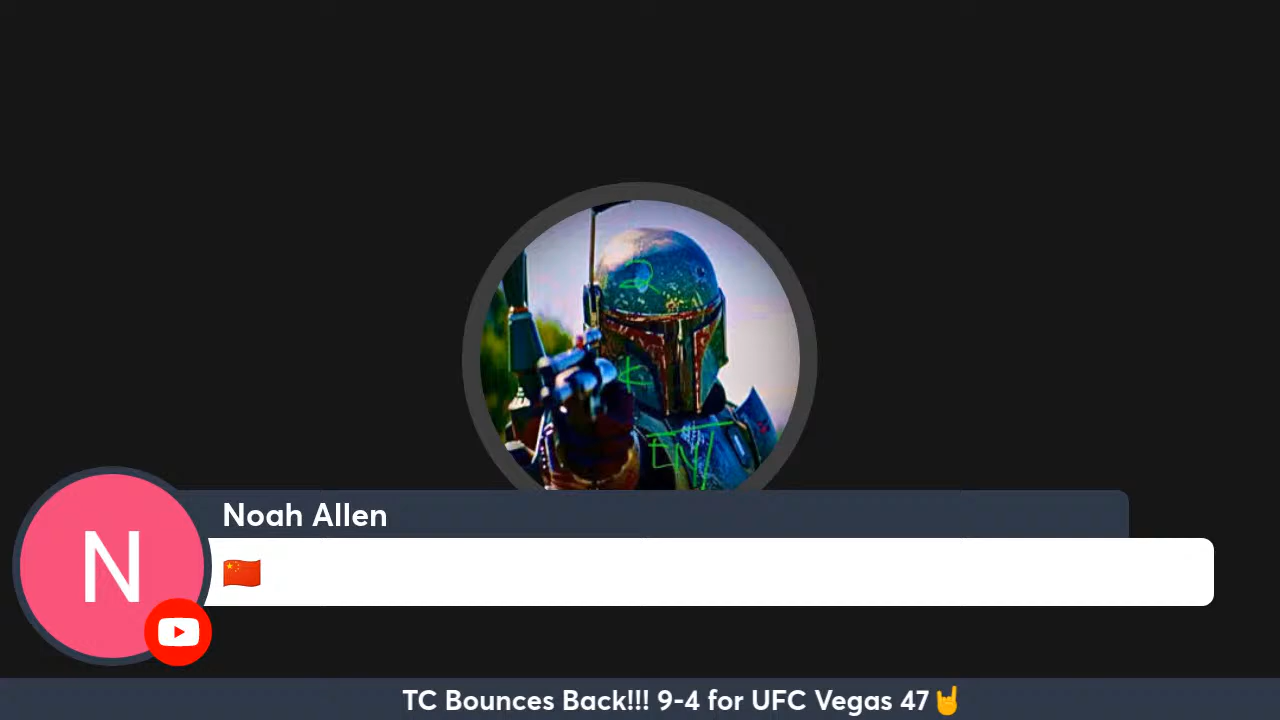 Noah Allen
N
🇨🇳
TC Bounces Back!!! 9-4 for UFC Vegas 47🤘